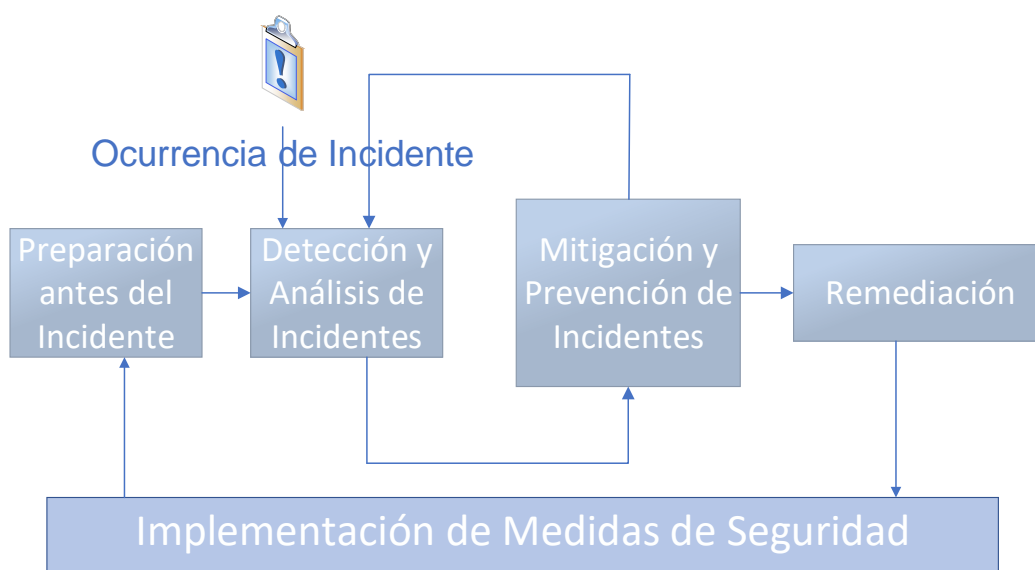 Ocurrencia de Incidente
Preparación
antes del
Incidente
Detección y
Análisis de
Incidentes
Mitigación y
Prevención de
Incidentes
Remediación
Implementación de Medidas de Seguridad